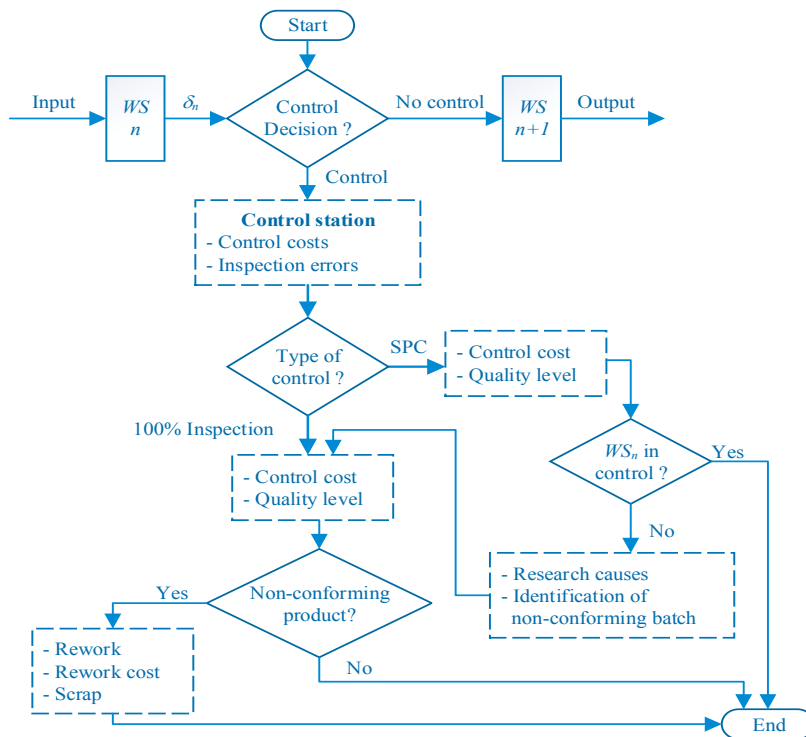 Start
Input
WS
n
δn
Control
Decision ?
No control
WS
n+1
Output
Control
Control station
- Control costs
- Inspection errors
Type of
control ?
SPC
- Control cost
- Quality level
100% Inspection
- Control cost
- Quality level
WSn in
control ?
Yes
No
- Research causes
- Identification of
non-conforming batch
Non-conforming
product?
Yes
- Rework
- Rework cost
- Scrap
No
End